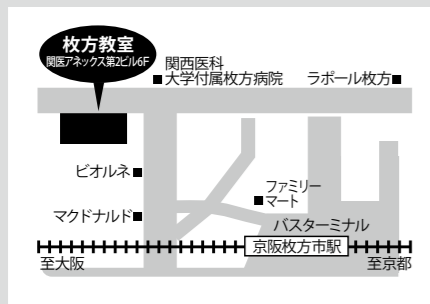 枚方教室
関医アネックス第2ビル6F
関西医科
■大学付属枚方病院
ラポール枚方■
ビオルネ■
ファミリー
■マート
マクドナルド■
バスターミナル
京阪枚方市駅
至大阪
至京都